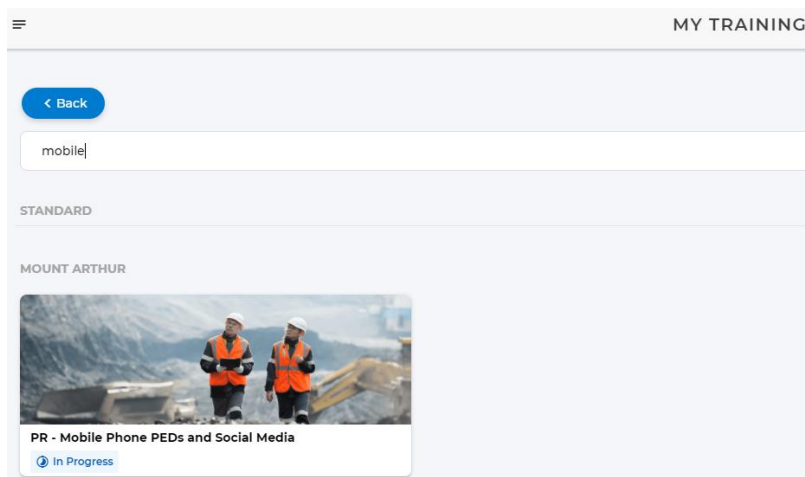 MY TRAINING
Back
mobile
STANDARD
MOUNT ARTHUR
PR - Mobile Phone PEDs and Social Media
In Progress